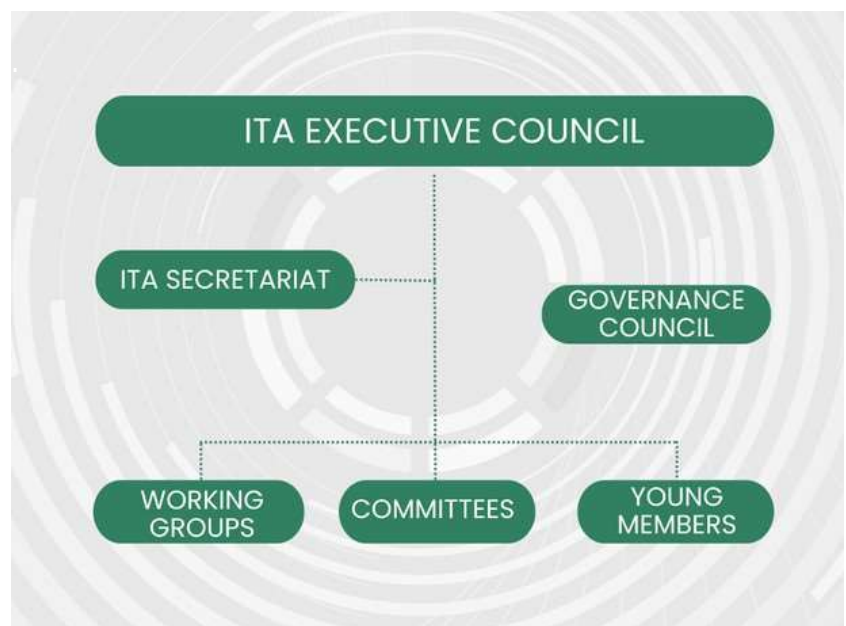 ITA EXECUTIVE COUNCIL
ITA SECRETARIAT
GOVERNANCE
COUNCIL
WORKING
GROUPS
COMMITTEES
YOUNG
MEMBERS